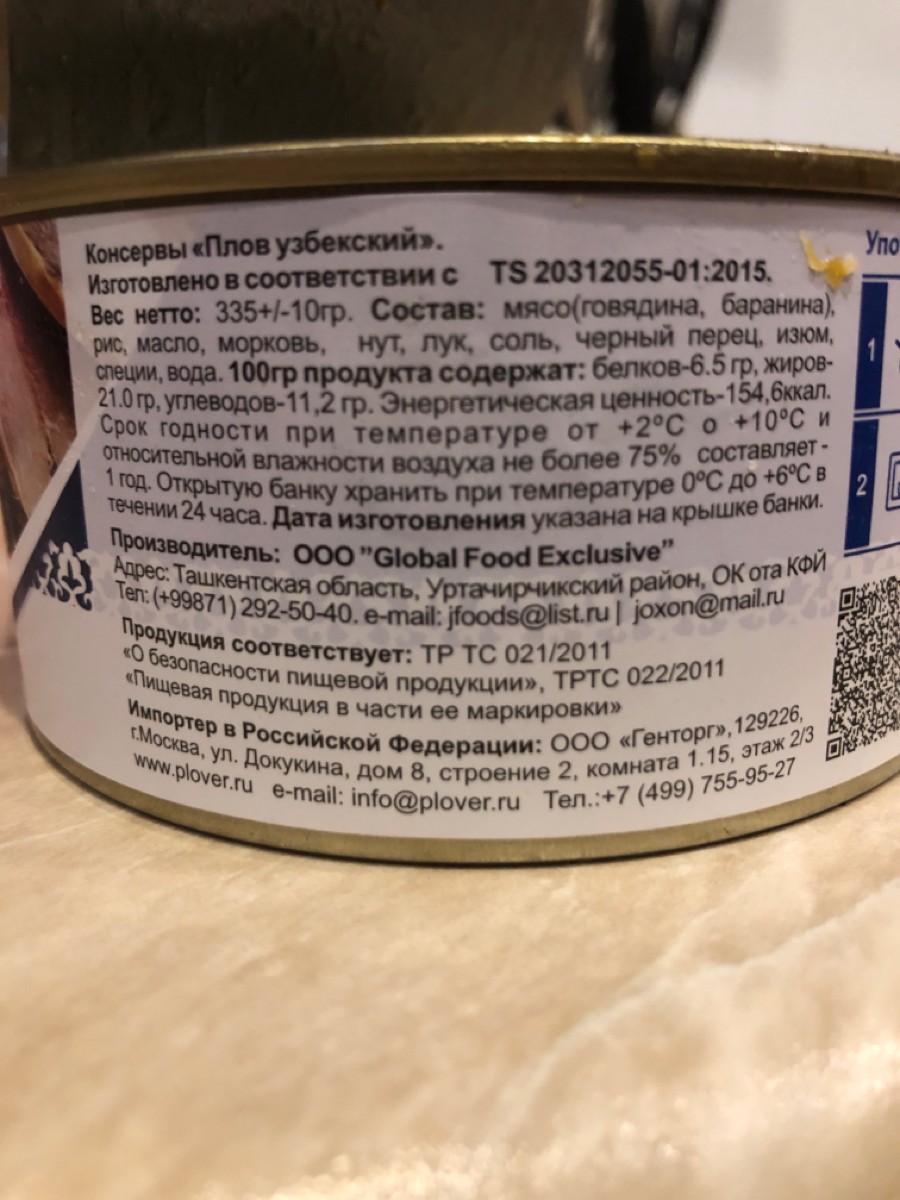 Консервы «Плов узбекский».
Изготовлено в соответствии с TS 20312055-01:2015.
Вес нетто: 335+/-10гр. Состав: мясо(говядина, баранина),
рис, масло, морковь, нут, лук, соль, черный перец, изюм,
специи, вода. 100гр продукта содержат: белков-6.5 гр, жиров-
21.0 гр, углеводов-11,2 гр. Энергетическая ценность-154,6ккал.
Срок годности при температуре от +2°С о +10°С и
относительной влажности воздуха не более 75% составляет -
1 год. Открытую банку хранить при температуре 0°С до +6°С в
течении 24 часа. Дата изготовления указана на крышке банки.
Производитель: ООО "Global Food Exclusive"
Адрес: Ташкентская область, Уртачирчикский район, ОК ота КФЙ
Тел: (+99871) 292-50-40. e-mail: jfoods@list.ru | joxon@mail.ru
Продукция соответствует: ТР ТС 021/2011
«О безопасности пищевой продукции», ТРТС 022/2011
«Пищевая продукция в части ее маркировки»
Импортер в Российской Федерации: ООО «Генторг»,129226,
г.Москва, ул. Докукина, дом 8, строение 2, комната 1.15, этаж 2/3
www.plover.ru e-mail: info@plover.ru Тел.:+7 (499) 755-95-27
1
2